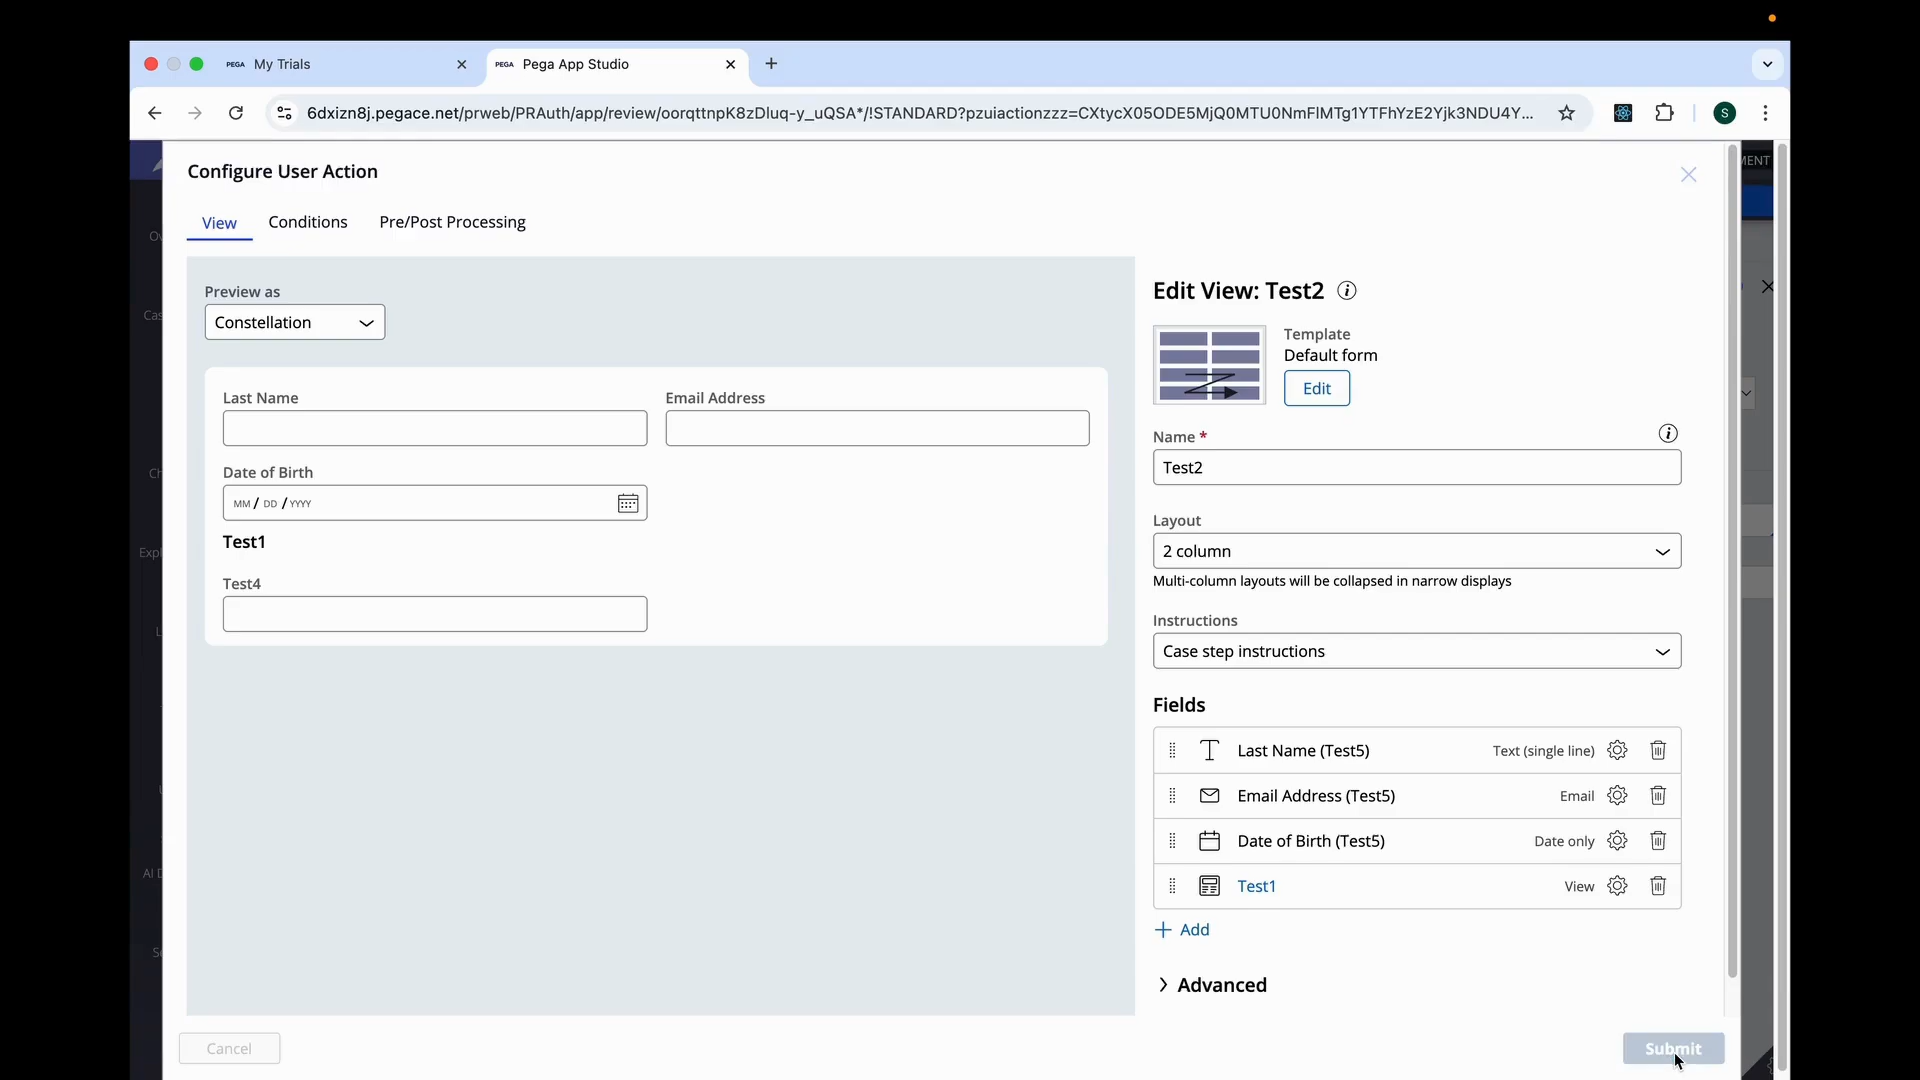 PEGA My Trials
PEGA Pega App Studio
6dxizn8j.pegace.net/prweb/PRAuth/app/review/oorqttnpK8zDluq-y_uQSA*/!STANDARD?pzuiactionzzz=CXtycX05ODE5MjQ0MTU0NmFlMTg1YTFhYzE2Yjk3NDU4Y...
S
Configure User Action
View Conditions Pre/Post Processing
Preview as
Constellation
Last Name Email Address
Date of Birth
MM / DD / YYYY
Test1
Test4
Edit View: Test2
Template
Default form
Edit
Name *
Test2
Layout
2 column
Multi-column layouts will be collapsed in narrow displays
Instructions
Case step instructions
Fields
Last Name (Test5) Text (single line)
Email Address (Test5) Email
Date of Birth (Test5) Date only
Test1 View
+ Add
Advanced
Cancel
Submit